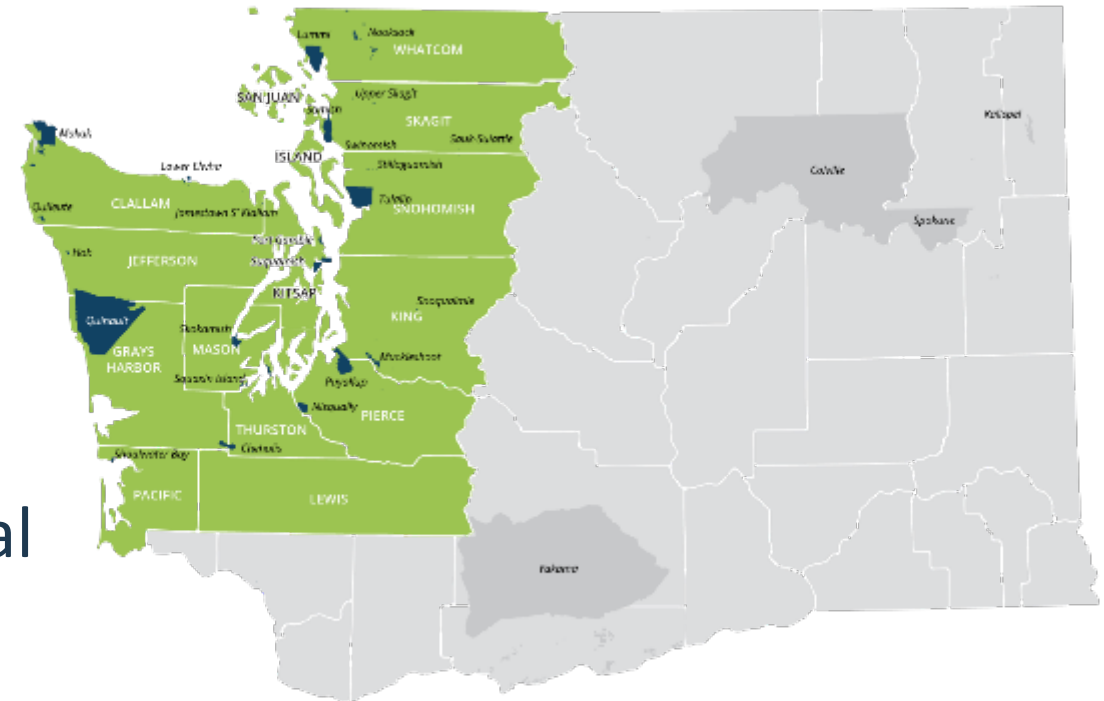 Lummi
Nooksack
WHATCOM
SAN JUAN
Upper Skagit
Samish
SKAGIT
Makah
Swinomish
Sauk-Suiattle
ISLAND
Lower Elwha
Stillaguamish
Kalispel
Colville
Quileute
CLALLAM
Jamestown S'Klallam
Tulalip
SNOHOMISH
Spokane
Port Gamble
Hoh
JEFFERSON
Suquamish
KITSAP
Quinault
Snoqualmie
KING
Skokomish
GRAYS
HARBOR
MASON
Muckleshoot
Squaxin Island
Puyallup
Nisqually
PIERCE
THURSTON
Chehalis
Shoalwater Bay
PACIFIC
LEWIS
al
Yakama